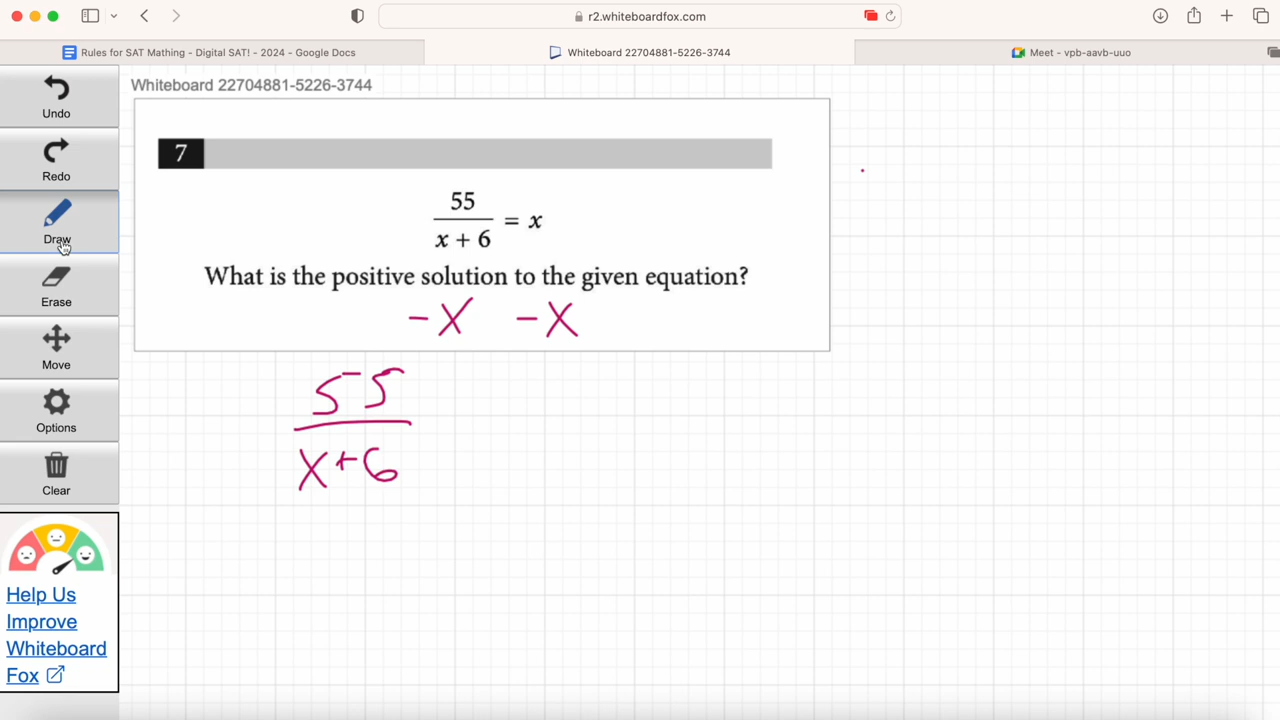 r2.whiteboardfox.com
Rules for SAT Mathing - Digital SAT! - 2024 - Google Docs
Whiteboard 22704881-5226-3744
Meet - vpb-aavb-uuo
Undo
Redo
Draw
Erase
Move
Options
Clear
Help Us
Improve
Whiteboard
Fox
Whiteboard 22704881-5226-3744
7
55
x + 6
= x
What is the positive solution to the given equation?
-X -X
55
x+6